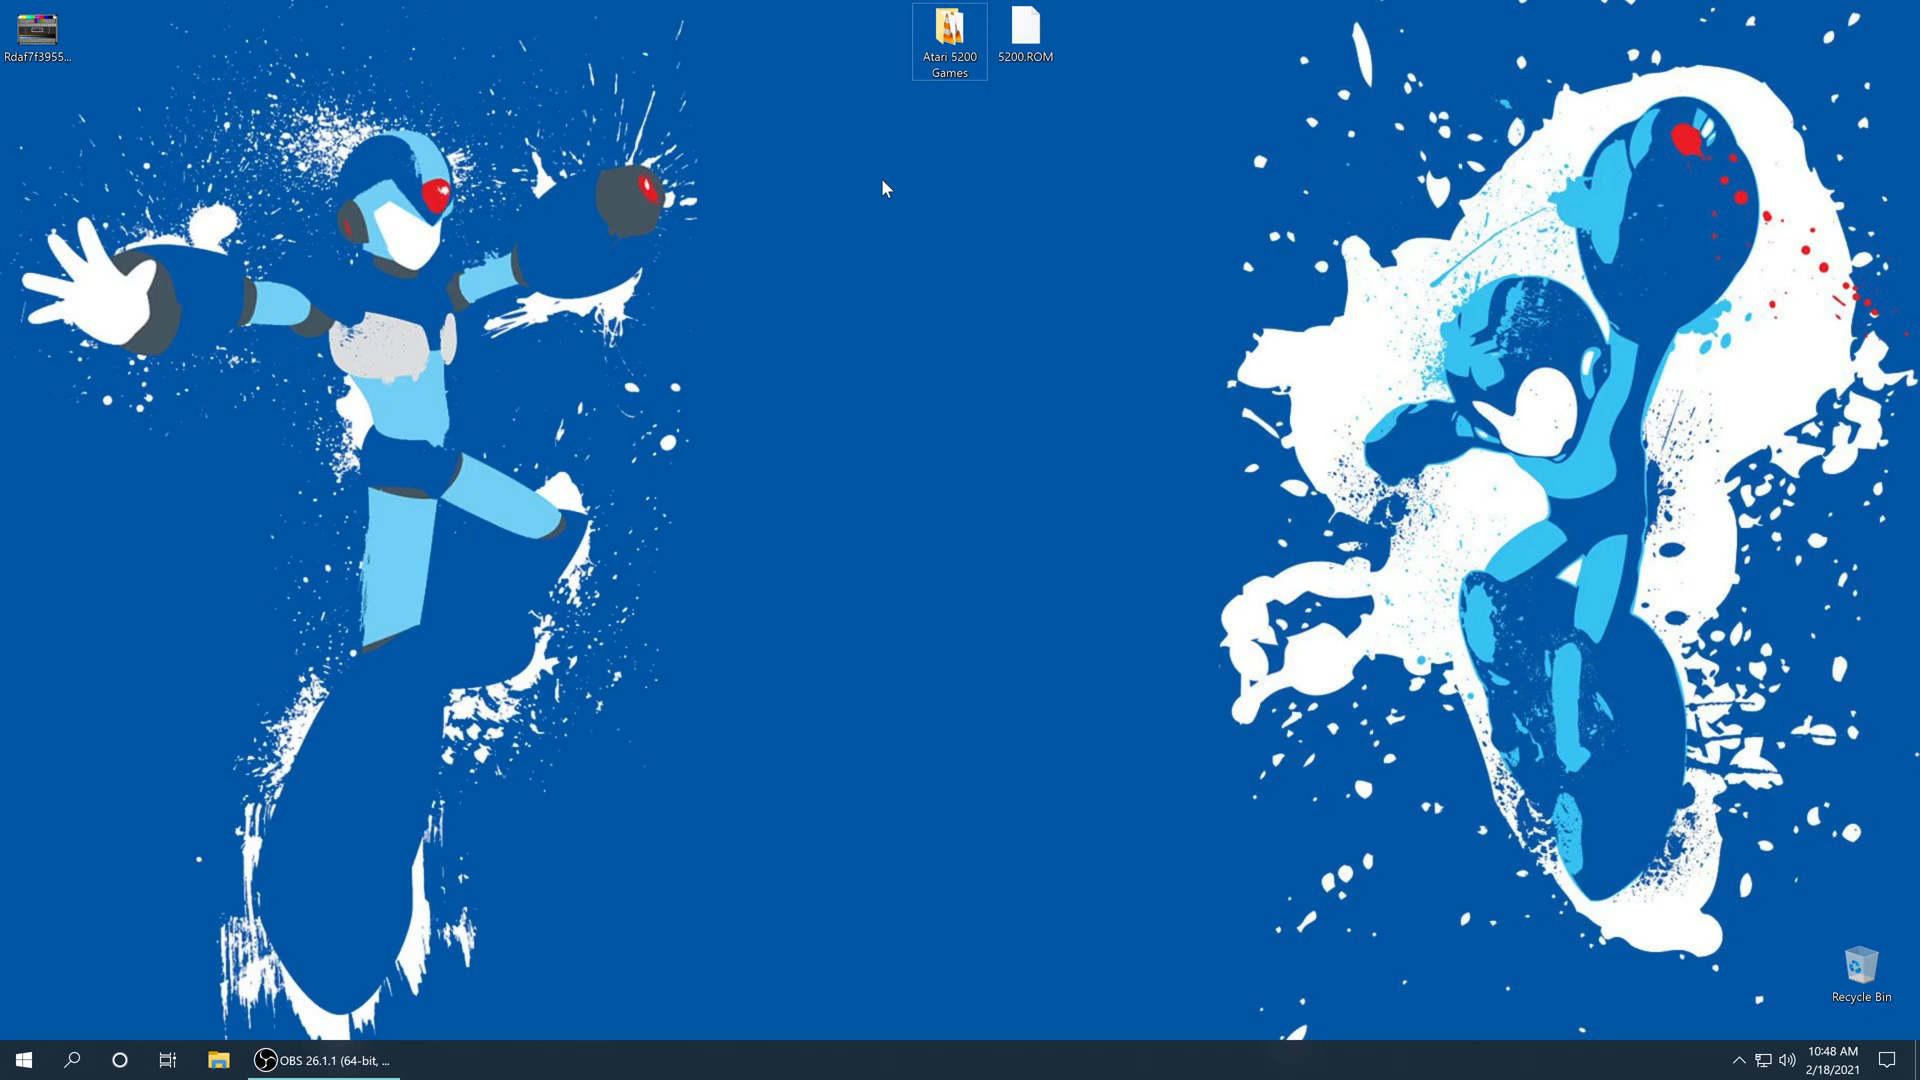 Rdaf7f3955...
Atari 5200
Games
5200.ROM
Recycle Bin
OBS 26.1.1 (64-bit, ...
10:48 AM
2/18/2021